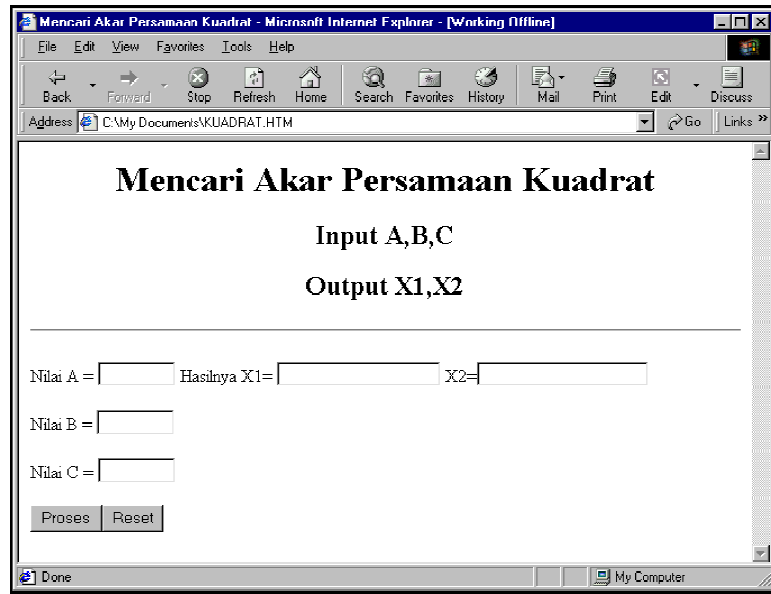 Mencari Akar Persamaan Kuadrat - Microsoft Internet Explorer - [Working Offline]
File Edit View Favorites Tools Help
Back Forward Stop Refresh Home Search Favorites History Mail Print Edit Discuss
Address C:\My Documents\KUADRAT.HTM Go Links »
Mencari Akar Persamaan Kuadrat
Input A,B,C
Output X1,X2
Nilai A = Hasilnya X1= X2=
Nilai B =
Nilai C =
Proses Reset
Done My Computer